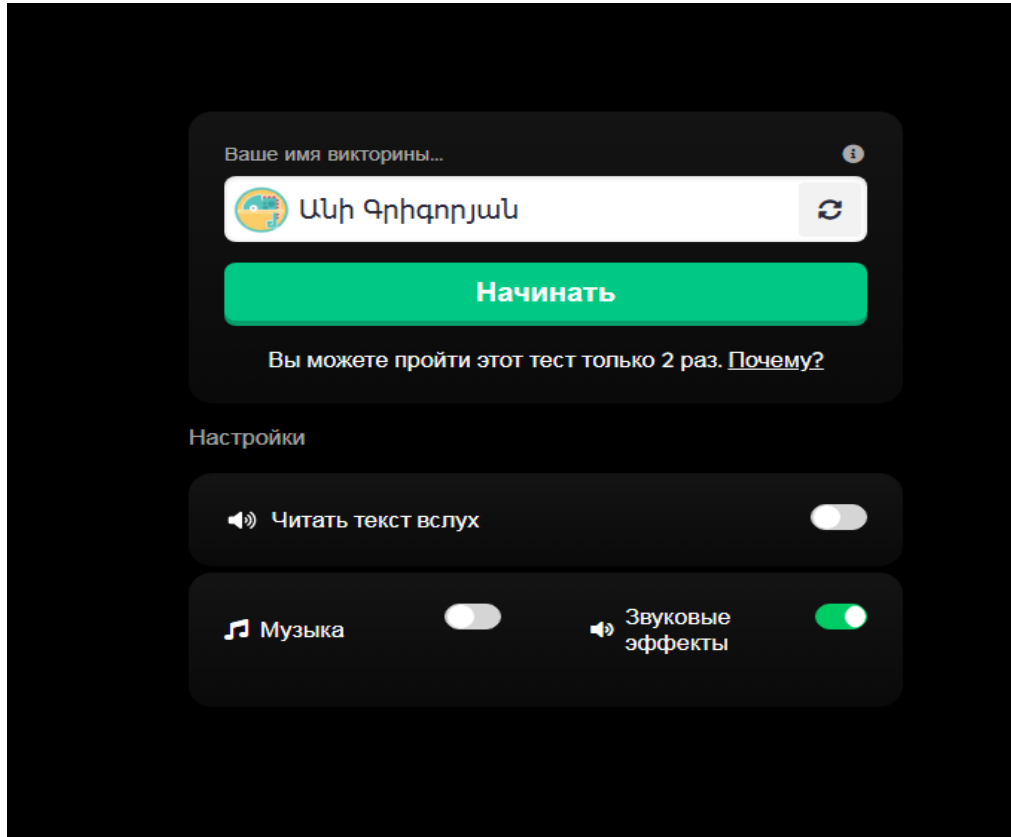 Ваше имя викторины...
Անի Գրիգորյան
Начинать
Вы можете пройти этот тест только 2 раз. Почему?
Настройки
Читать текст вслух
Музыка
Звуковые
эффекты